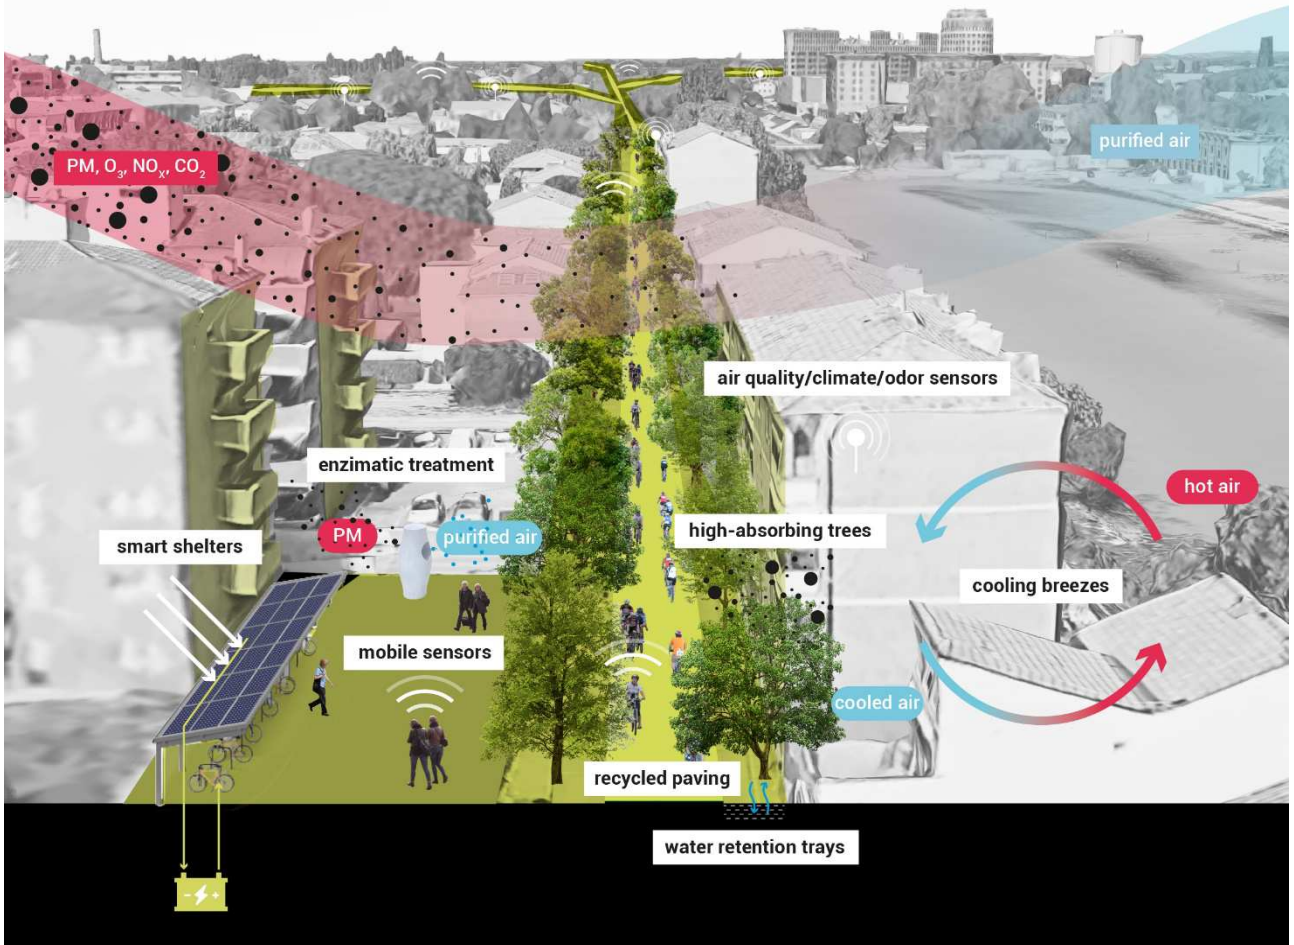 purified air
PM, O₃, NOₓ, CO₂
air quality/climate/odor sensors
enzimatic treatment
hot air
high-absorbing trees
PM
purified air
smart shelters
cooling breezes
mobile sensors
cooled air
recycled paving
water retention trays